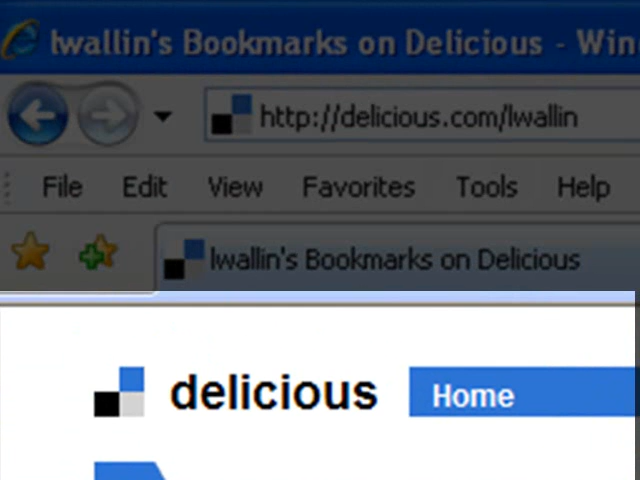 lwallin's Bookmarks on Delicious - Win
http://delicious.com/lwallin
File Edit View Favorites Tools Help
lwallin's Bookmarks on Delicious
delicious Home